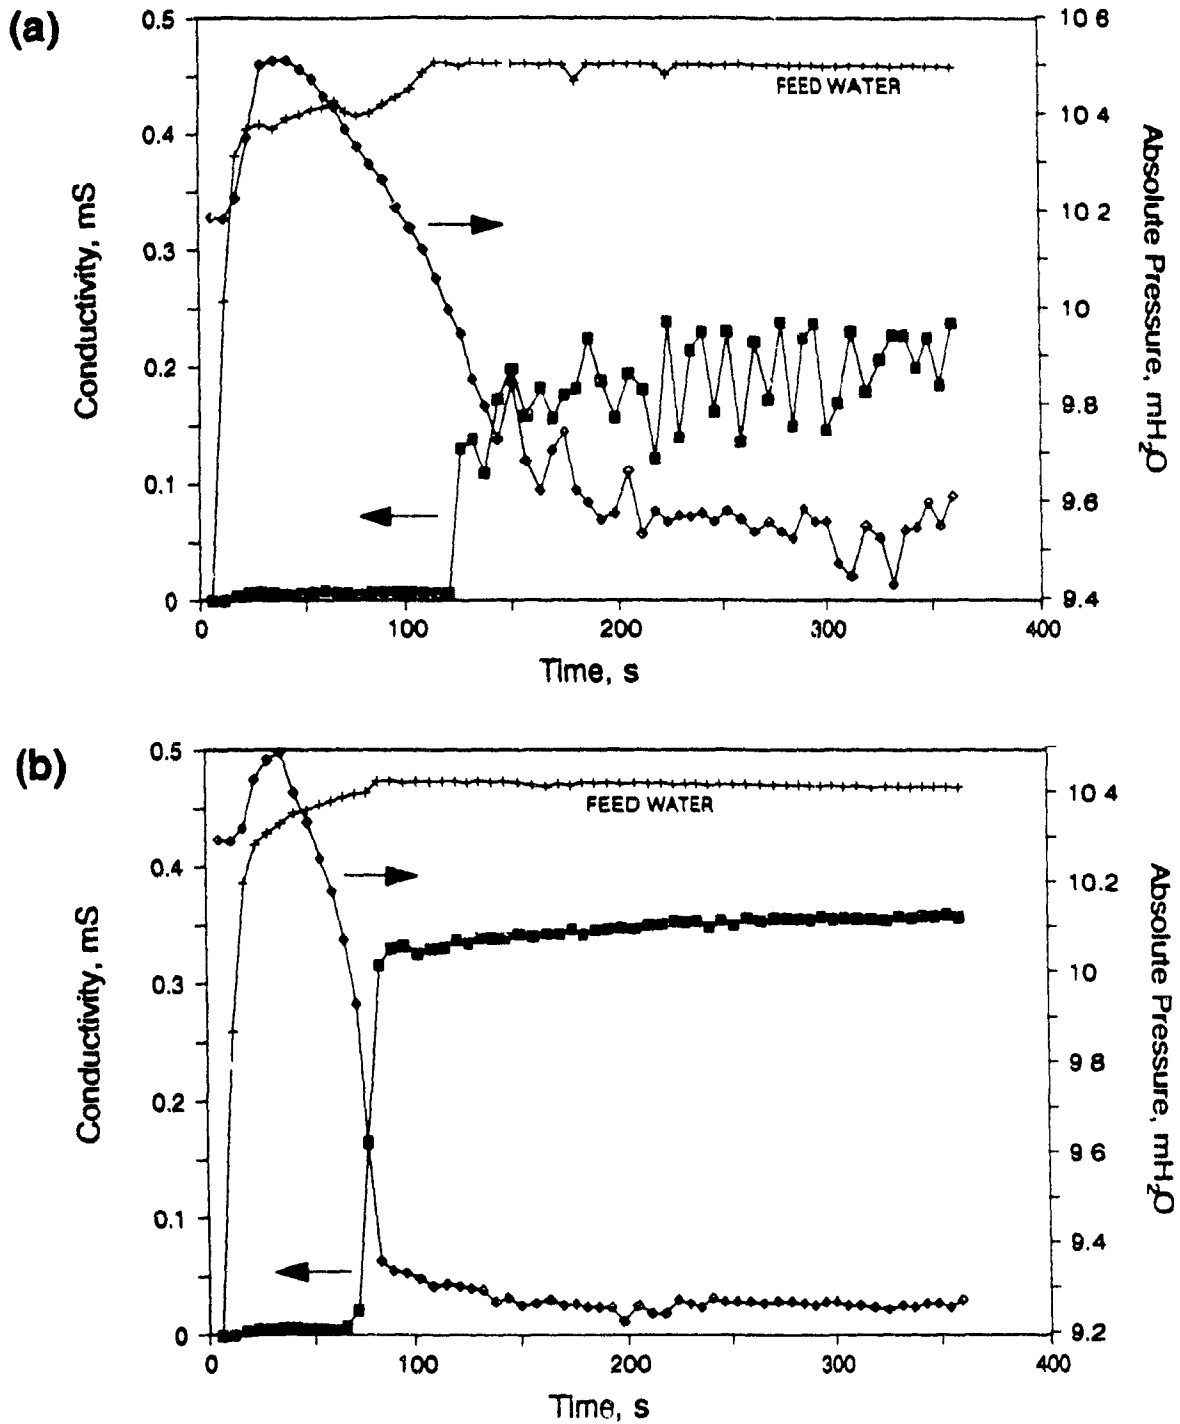 (a)
0.5
0.4
0.3
0.2
0.1
0
Conductivity, mS
10 6
10 4
10 2
10
9.8
9.6
9.4
Absolute Pressure, mH2O
FEED WATER
0 100 200 300 400
Time, s
(b)
0.5
0.4
0.3
0.2
0.1
0
Conductivity, mS
10 4
10.2
10
9 8
9 6
9.4
9.2
Absolute Pressure, mH2O
FEED WATER
0 100 200 300 400
Time, s